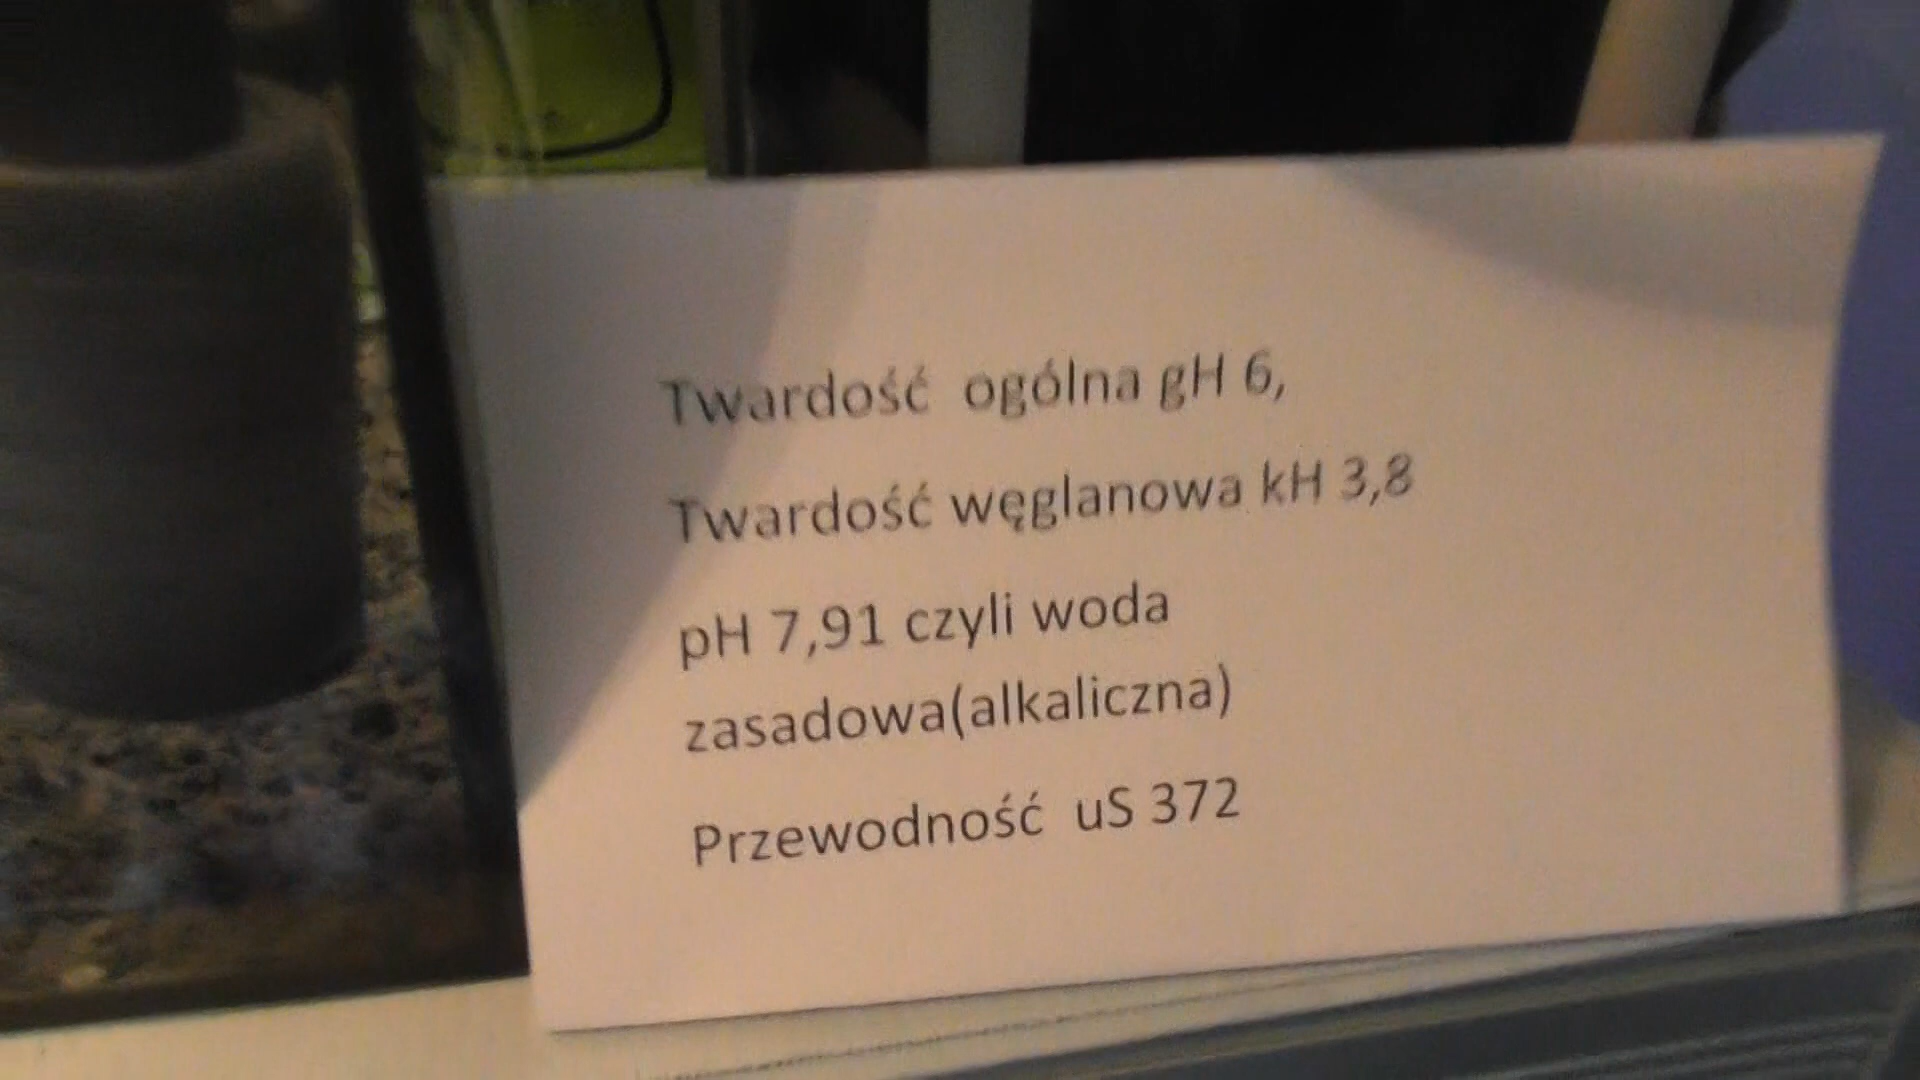 Twardość ogólna gH 6,
Twardość węglanowa kH 3,8
pH 7,91 czyli woda
zasadowa(alkaliczna)
Przewodność uS 372